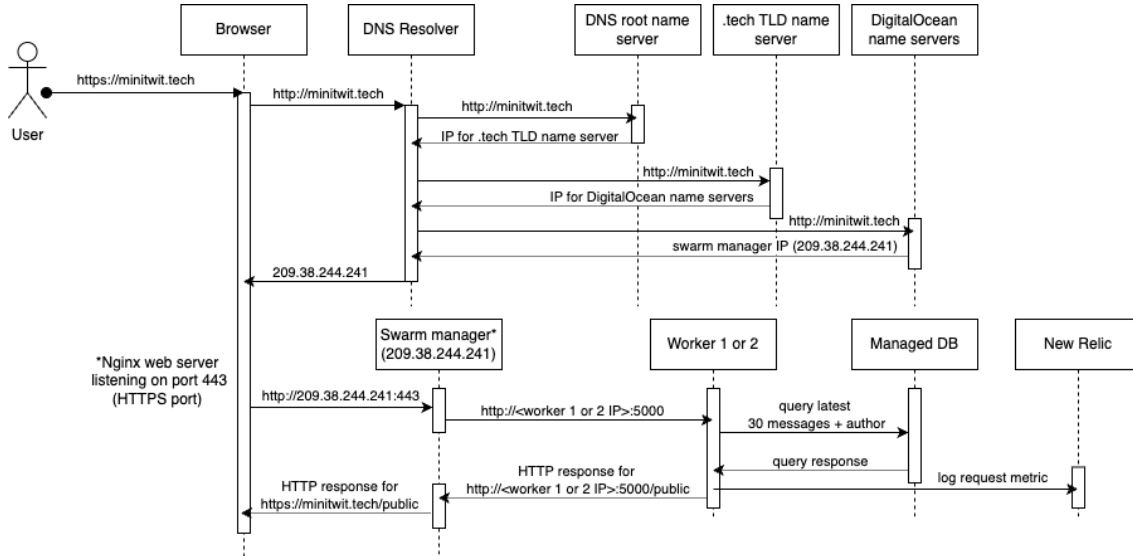 Browser
DNS Resolver
DNS root name
server
.tech TLD name
server
DigitalOcean
name servers
User
https://minitwit.tech
http://minitwit.tech
http://minitwit.tech
IP for .tech TLD name server
http://minitwit.tech
IP for DigitalOcean name servers
http://minitwit.tech
swarm manager IP (209.38.244.241)
209.38.244.241
Swarm manager*
(209.38.244.241)
Worker 1 or 2
Managed DB
New Relic
*Nginx web server
listening on port 443
(HTTPS port)
http://209.38.244.241:443
http://<worker 1 or 2 IP>:5000
query latest
30 messages + author
query response
HTTP response for
http://<worker 1 or 2 IP>:5000/public
log request metric
HTTP response for
https://minitwit.tech/public